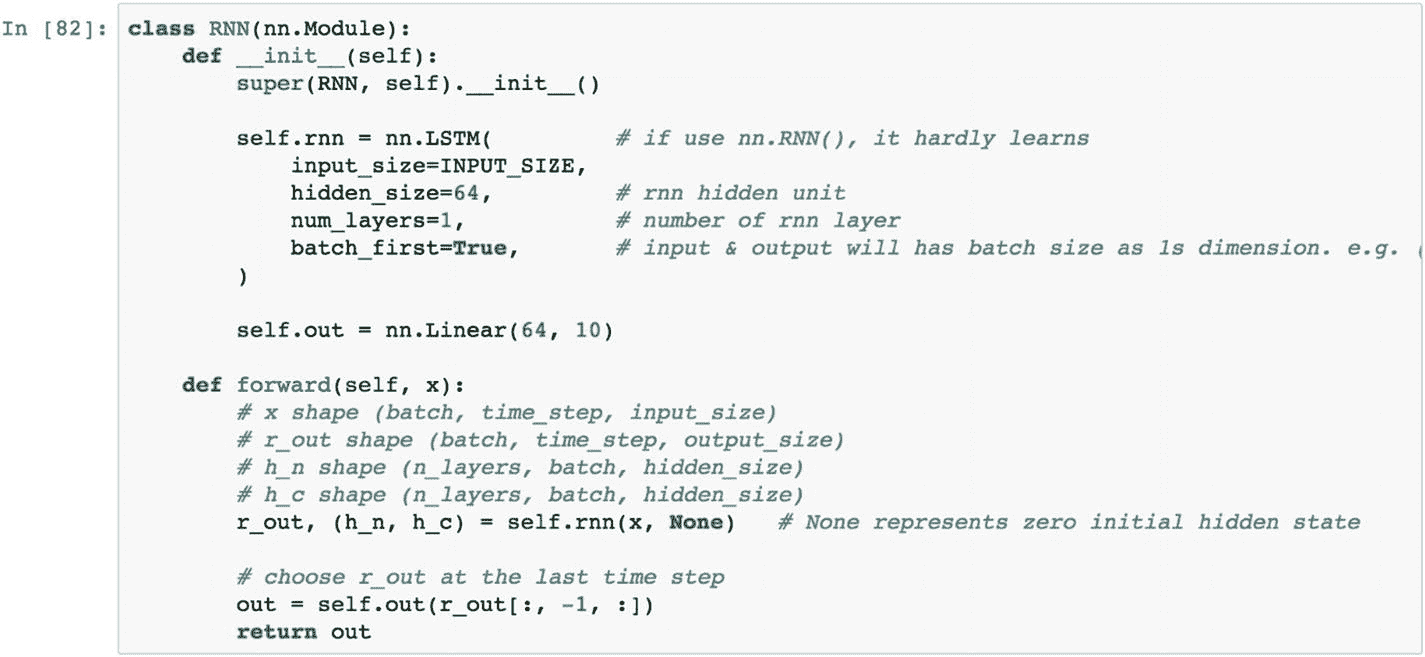 In [82]: class RNN(nn.Module):
    def __init__(self):
        super(RNN, self).__init__()
        self.rnn = nn.LSTM(         # if use nn.RNN(), it hardly learns
            input_size=INPUT_SIZE,
            hidden_size=64,         # rnn hidden unit
            num_layers=1,           # number of rnn layer
            batch_first=True,       # input & output will has batch size as 1s dimension. e.g. (
        )
        self.out = nn.Linear(64, 10)
    def forward(self, x):
        # x shape (batch, time_step, input_size)
        # r_out shape (batch, time_step, output_size)
        # h_n shape (n_layers, batch, hidden_size)
        # h_c shape (n_layers, batch, hidden_size)
        r_out, (h_n, h_c) = self.rnn(x, None)   # None represents zero initial hidden state
        # choose r_out at the last time step
        out = self.out(r_out[:, -1, :])
        return out